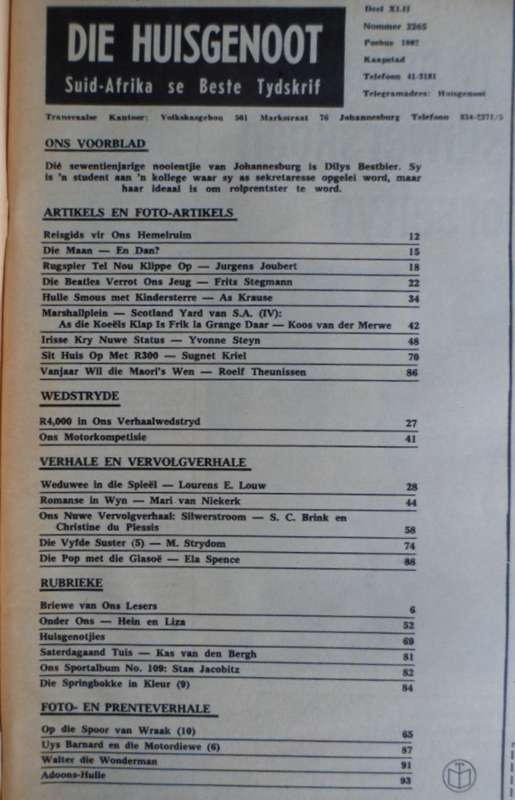 DIE HUISGENOOT
Suid-Afrika se Beste Tydskrif
Deel XLII
Nommer 2265
Posbus 1802
Kaapstad
Telefoon 41-3181
Telegramadres: Huisgenoot
Transvaalse Kantoor: Volkskasgebou 501 Markstraat 76 Johannesburg Telefoon 834-2271/5
ONS VOORBLAD
Dié sewentienjarige nooientjie van Johannesburg is Dilys Bestbier. Sy
is 'n student aan 'n kollege waar sy as sekretaresse opgelei word, maar
haar ideaal is om rolprentster te word.
ARTIKELS EN FOTO-ARTIKELS
Reisgids vir Ons Hemelruim 12
Die Maan — En Dan? 15
Rugspier Tel Nou Klippe Op — Jurgens Joubert 18
Die Beatles Verrot Ons Jeug — Fritz Stegmann 22
Hulle Smous met Kindersterre — As Krause 34
Marshallplein — Scotland Yard van S.A. (IV):
As die Koeëls Klap Is Frik la Grange Daar — Koos van der Merwe 42
Irisse Kry Nuwe Status — Yvonne Steyn 48
Sit Huis Op Met R300 — Sugnet Kriel 70
Vanjaar Wil die Maori's Wen — Roelf Theunissen 86
WEDSTRYDE
R4,000 in Ons Verhaalwedstryd 27
Ons Motorkompetisie 41
VERHALE EN VERVOLGVERHALE
Weduwee in die Spieël — Lourens E. Louw 28
Romanse in Wyn — Mari van Niekerk 44
Ons Nuwe Vervolgverhaal: Silwerstroom — S. C. Brink en
Christine du Plessis 58
Die Vyfde Suster (5) — M. Strydom 74
Die Pop met die Glasoë — Ela Spence 88
RUBRIEKE
Briewe van Ons Lesers 6
Onder Ons — Hein en Liza 52
Huisgenotjies 69
Saterdagaand Tuis — Kas van den Bergh 81
Ons Sportalbum No. 109: Stan Jacobitz 82
Die Springbokke in Kleur (9) 84
FOTO- EN PRENTEVERHALE
Op die Spoor van Wraak (10) 65
Uys Barnard en die Motordiewe (6) 87
Walter die Wonderman 91
Adoons-Hulle 93